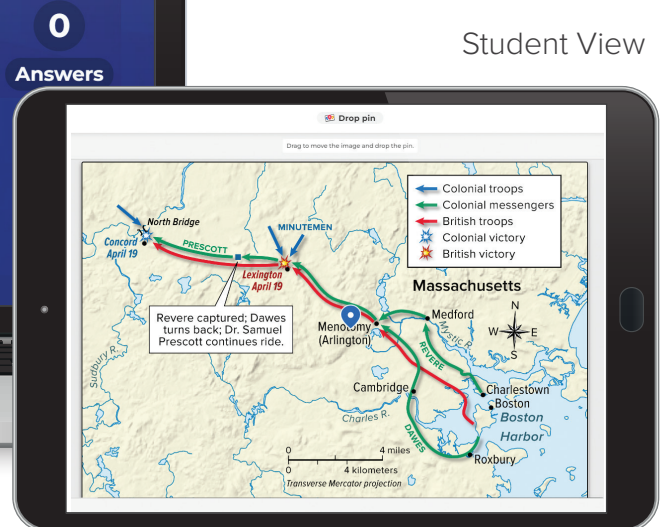 0
Answers
Student View
Drop pin
Drag to move the image and drop the pin.
Colonial troops
Colonial messengers
British troops
Colonial victory
British victory
North Bridge
Concord
April 19
PRESCOTT
MINUTEMEN
Lexington
April 19
Massachusetts
Revere captured; Dawes
turns back; Dr. Samuel
Prescott continues ride.
Menotomy
(Arlington)
Medford
Mystic R.
N
W
E
S
REVERE
Sudbury R.
Cambridge
Charlestown
Boston
Boston
Harbor
Charles R.
DAWES
Roxbury
0 4 miles
0 4 kilometers
Transverse Mercator projection